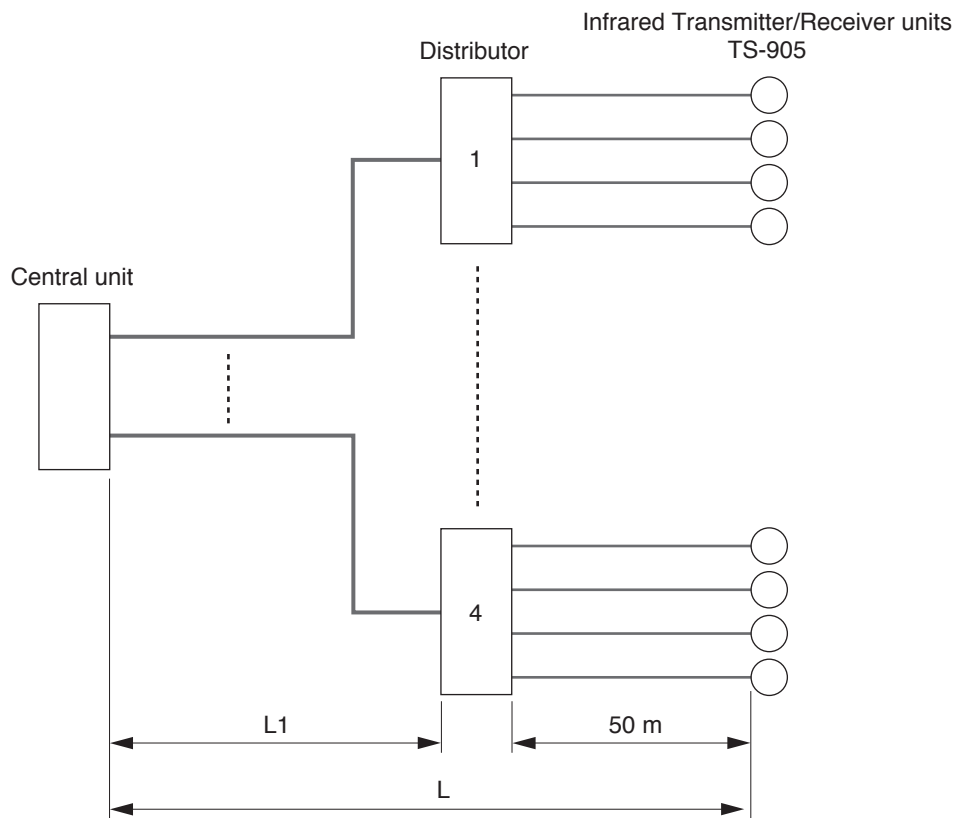 Infrared Transmitter/Receiver units
TS-905
Distributor
1
Central unit
4
L1
50 m
L